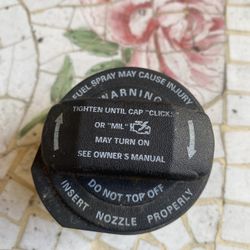 FUEL SPRAY MAY CAUSE INJURY
WARNING
TIGHTEN UNTIL CAP "CLICK:
OR "MIL"
MAY TURN ON
SEE OWNER'S MANUAL
DO NOT TOP OFF
INSERT NOZZLE PROPERLY